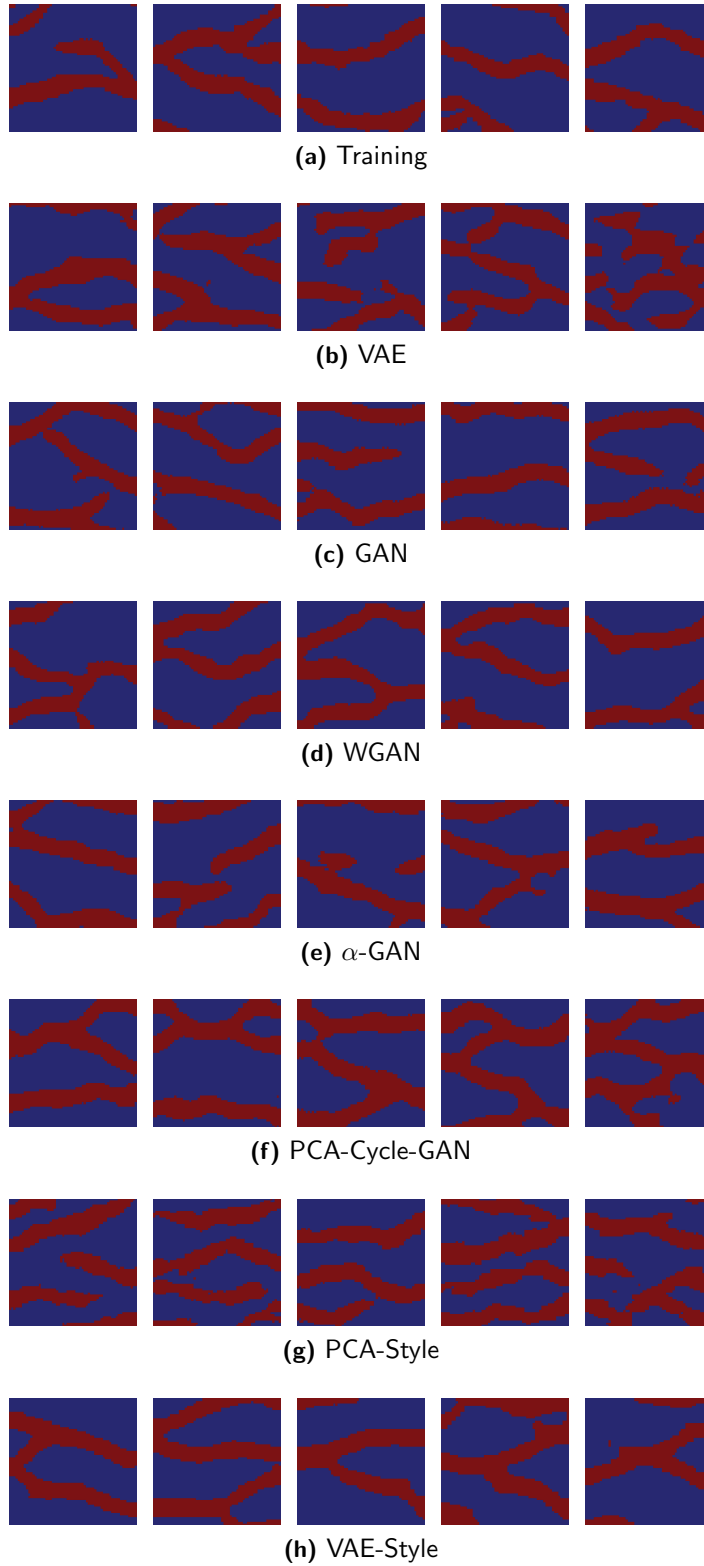 (a) Training
(b) VAE
(c) GAN
(d) WGAN
(e) α-GAN
(f) PCA-Cycle-GAN
(g) PCA-Style
(h) VAE-Style